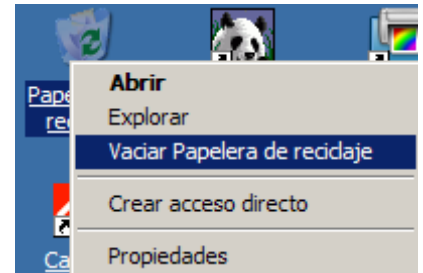 Abrir
Explorar
Vaciar Papelera de reciclaje
Crear acceso directo
Propiedades